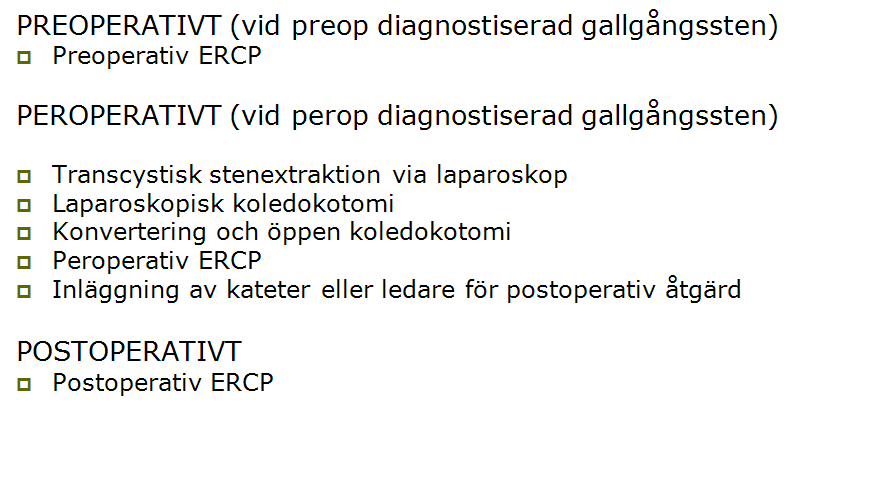 PREOPERATIVT (vid preop diagnostiserad gallgångssten)
Preoperativ ERCP
PEROPERATIVT (vid perop diagnostiserad gallgångssten)
Transcystisk stenextraktion via laparoskop
Laparoskopisk koledokotomi
Konvertering och öppen koledokotomi
Peroperativ ERCP
Inläggning av kateter eller ledare för postoperativ åtgärd
POSTOPERATIVT
Postoperativ ERCP